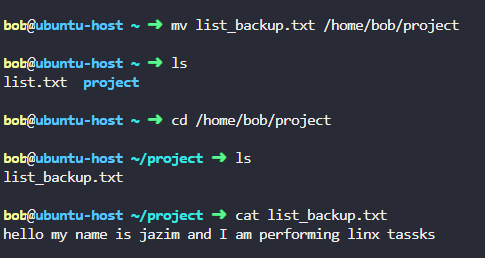 bob@ubuntu-host ~ ➜ mv list_backup.txt /home/bob/project
bob@ubuntu-host ~ ➜ ls
list.txt  project
bob@ubuntu-host ~ ➜ cd /home/bob/project
bob@ubuntu-host ~/project ➜ ls
list_backup.txt
bob@ubuntu-host ~/project ➜ cat list_backup.txt
hello my name is jazim and I am performing linx tassks